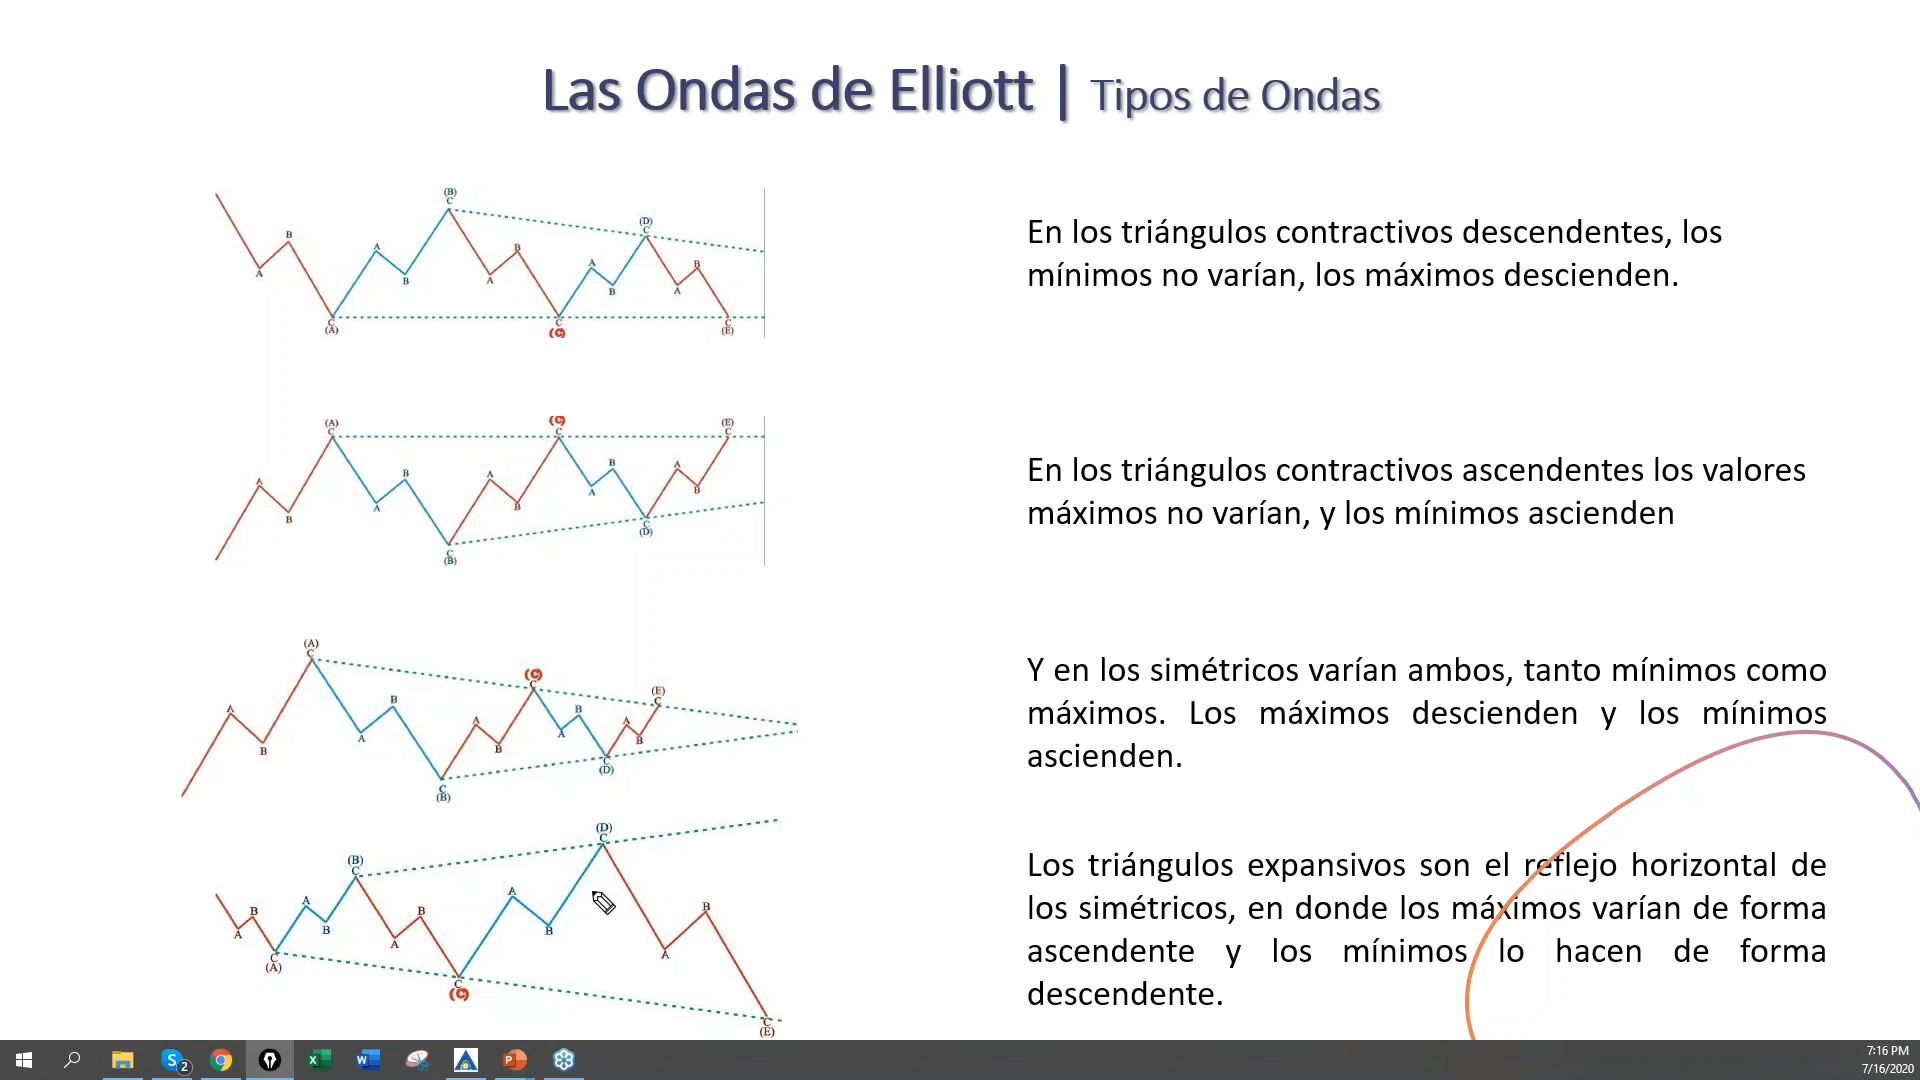 Las Ondas de Elliott | Tipos de Ondas
(B)
C
(D)
C
B
A
B
A
B
A
B
A
B
A
B
A
C
(A)
C
(C)
C
(E)
En los triángulos contractivos descendentes, los
mínimos no varían, los máximos descienden.
(A)
C
(C)
C
(E)
C
A
B
B
A
A
B
B
A
A
B
C
(B)
C
(D)
En los triángulos contractivos ascendentes los valores
máximos no varían, y los mínimos ascienden
(A)
C
(C)
C
(E)
C
A
B
B
A
A
B
B
A
A
B
C
(B)
C
(D)
Y en los simétricos varían ambos, tanto mínimos como
máximos. Los máximos descienden y los mínimos
ascienden.
(B)
C
(D)
C
B
A
A
B
B
A
A
B
B
A
C
(A)
C
(C)
C
(E)
Los triángulos expansivos son el reflejo horizontal de
los simétricos, en donde los máximos varían de forma
ascendente y los mínimos lo hacen de forma
descendente.
2
7:16 PM
7/16/2020